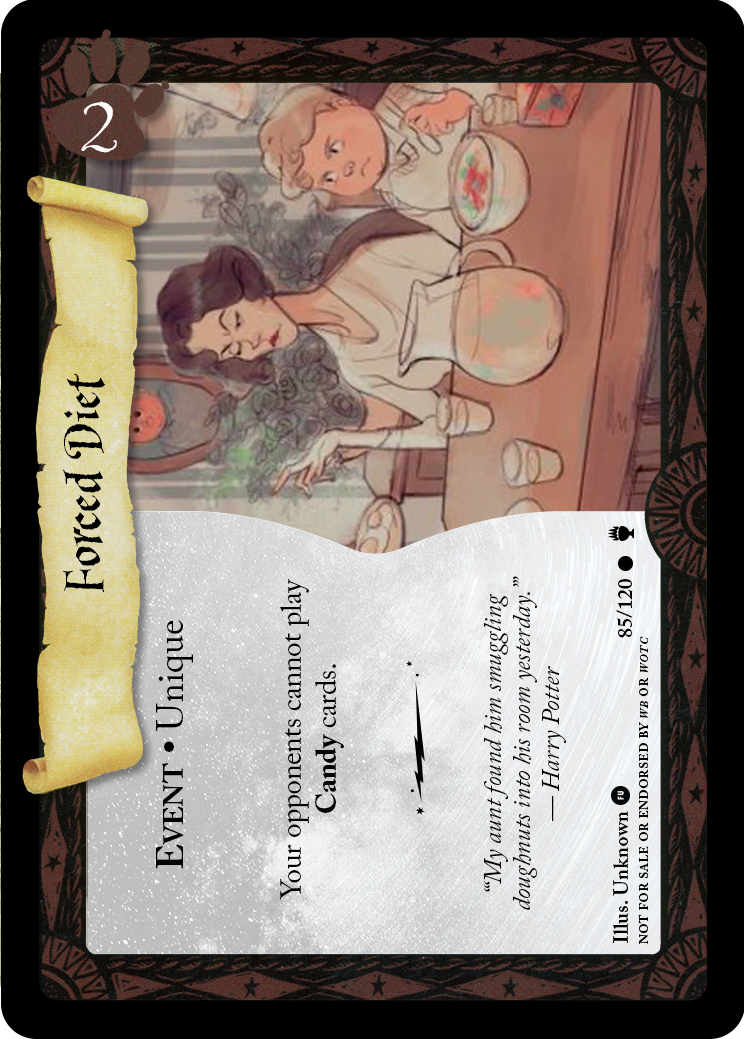 2
Forced Diet
EVENT • Unique
Your opponents cannot play
Candy cards.
“‘My aunt found him smuggling
doughnuts into his room yesterday.’”
— Harry Potter
Illus. Unknown FU
85/120
NOT FOR SALE OR ENDORSED BY WB OR WOTC